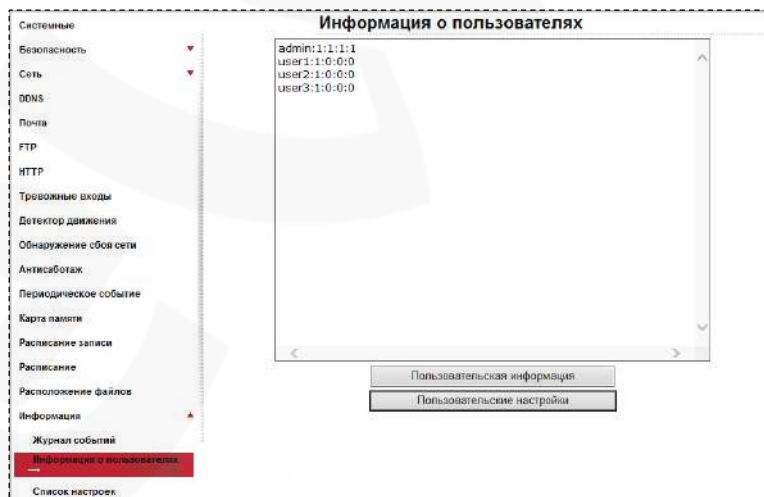 Информация о пользователях
Системные
Безопасность
Сеть
DDNS
Почта
FTP
HTTP
Тревожные входы
Детектор движения
Обнаружение сбоя сети
Антисаботаж
Периодическое событие
Карта памяти
Расписание записи
Расписание
Расположение файлов
Информация
Журнал событий
Информация о пользователях
Список настроек
admin:1:1:1:1
user1:1:0:0:0
user2:1:0:0:0
user3:1:0:0:0
Пользовательская информация
Пользовательские настройки